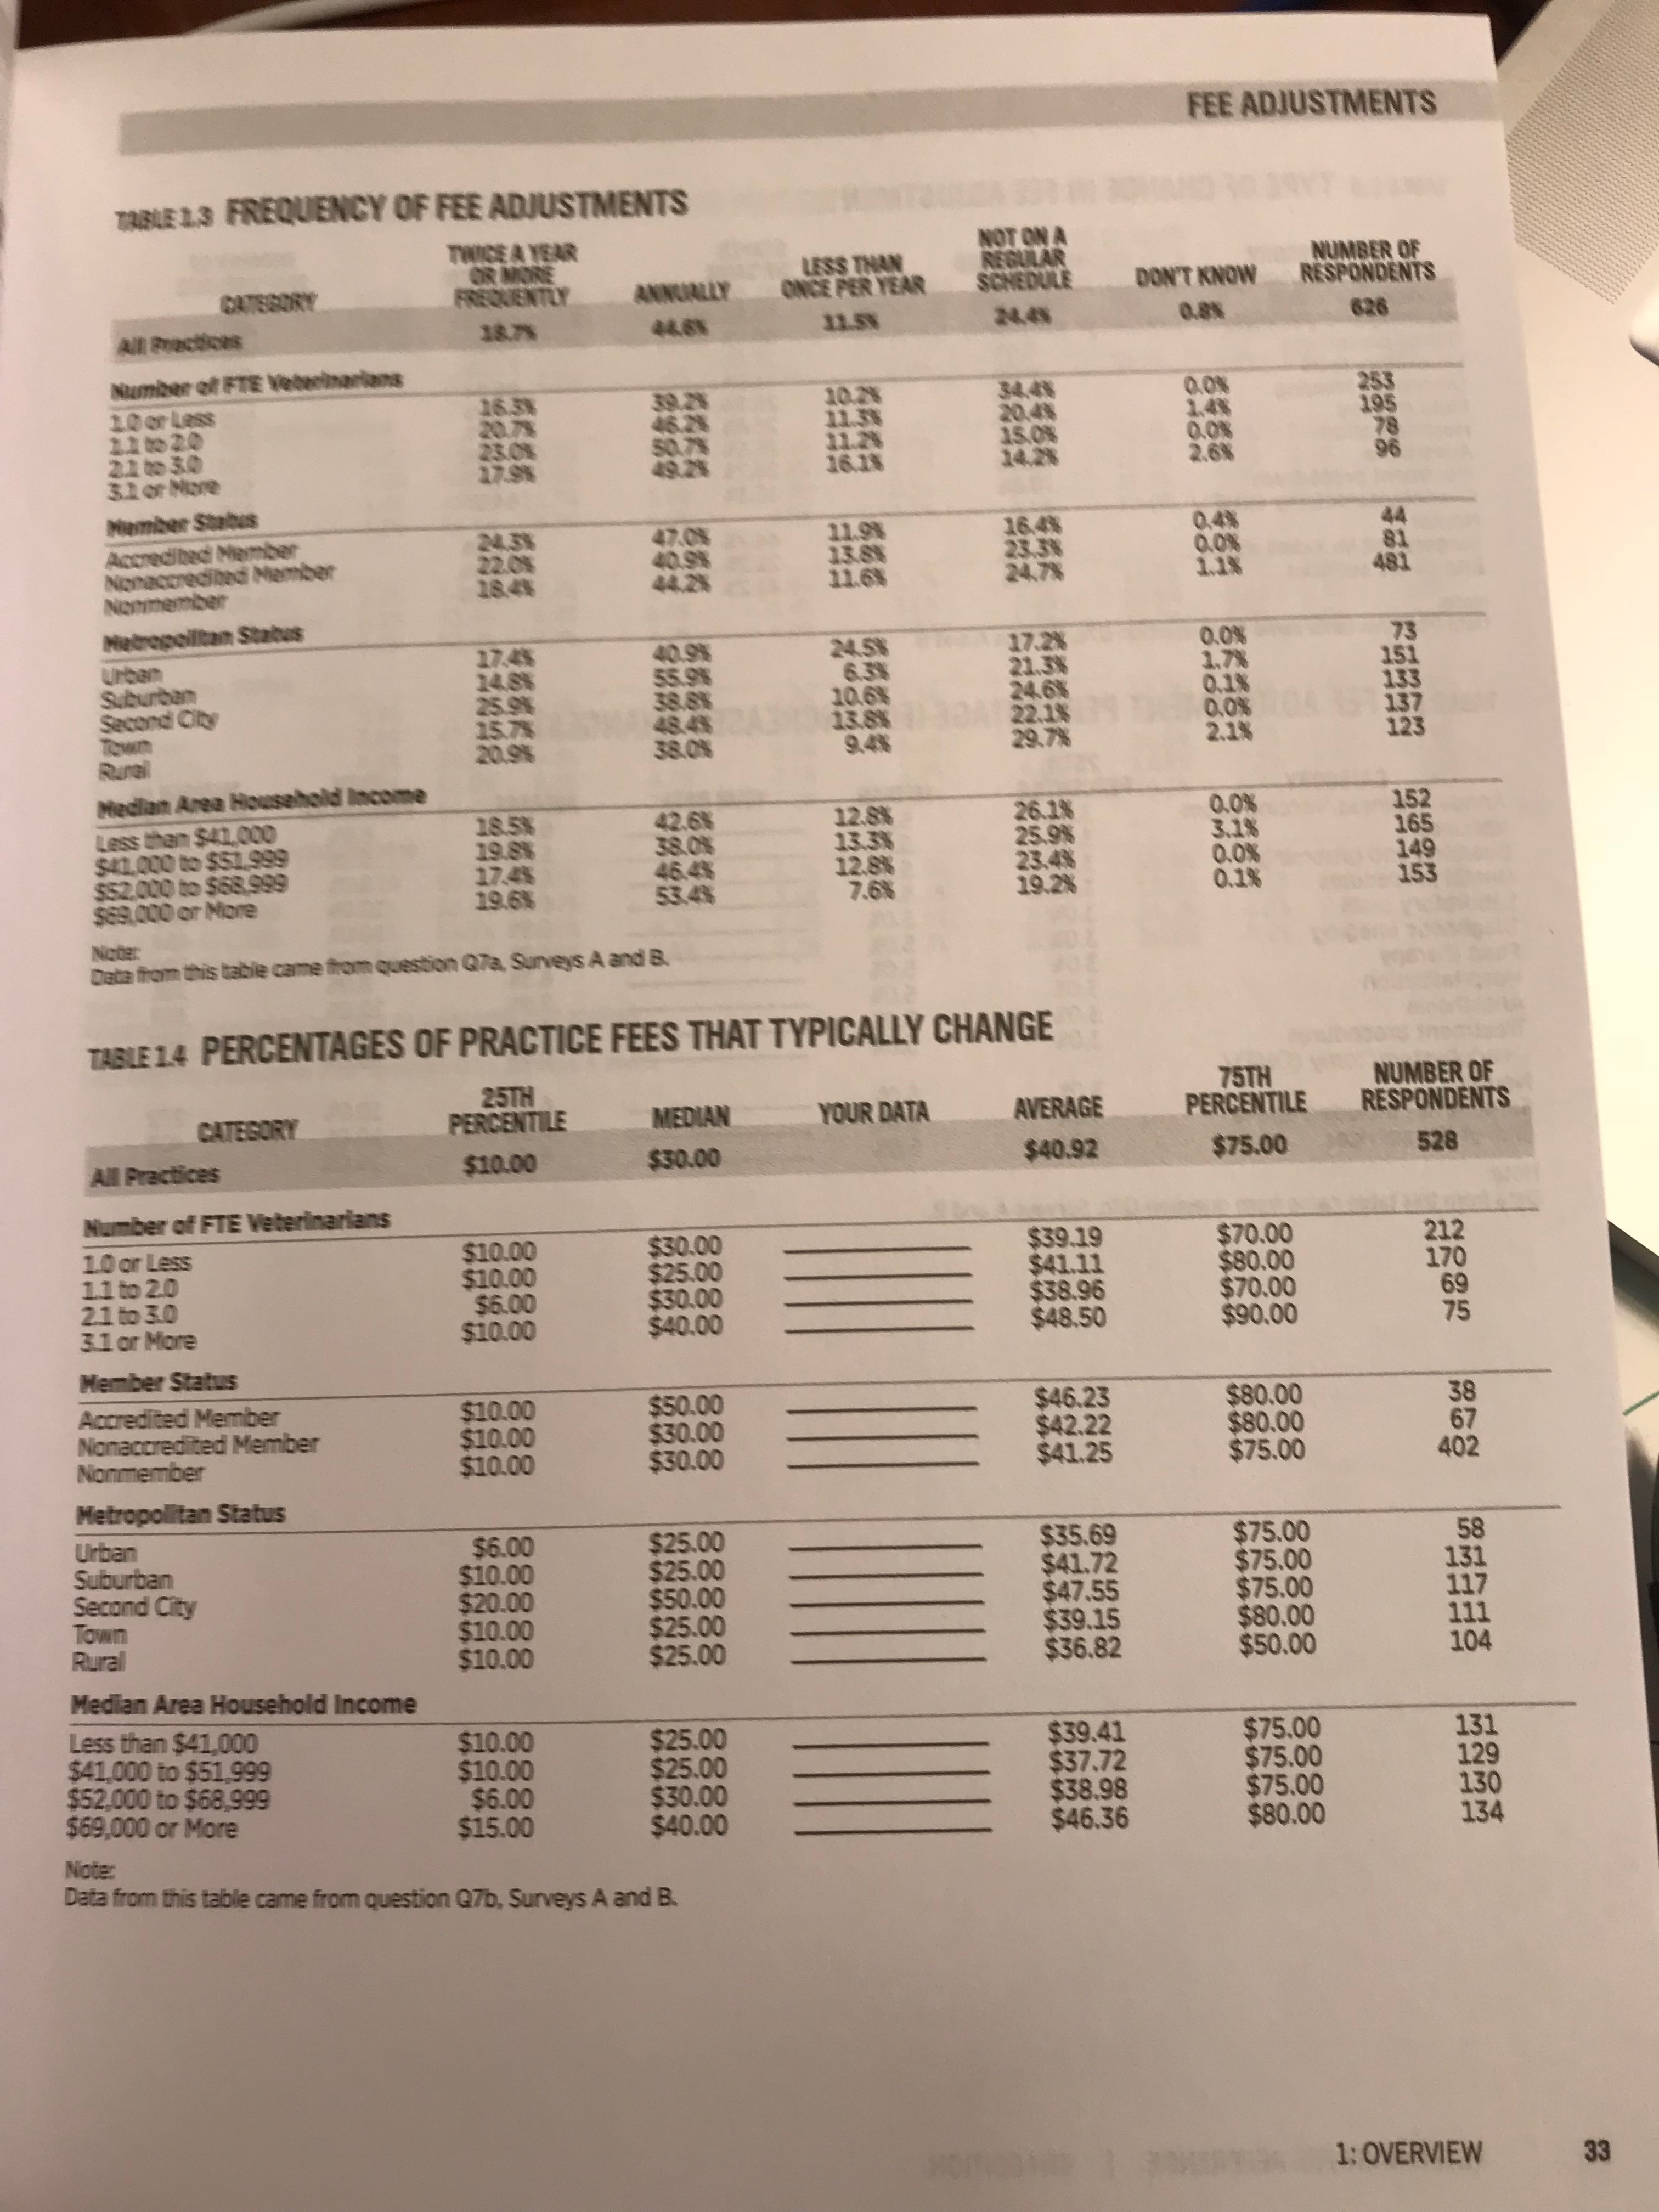 FEE ADJUSTMENTS
TABLE 1.3 FREQUENCY OF FEE ADJUSTMENTS
CATEGORY TWICE A YEAR OR MORE FREQUENTLY ANNUALLY LESS THAN ONCE PER YEAR NOT ON A REGULAR SCHEDULE DON'T KNOW NUMBER OF RESPONDENTS
All Practices 18.7% 44.6% 11.5% 24.4% 0.8% 626
Number of FTE Veterinarians
1.0 or Less 16.3% 39.2% 10.2% 34.4% 0.0% 253
1.1 to 2.0 20.7% 46.2% 11.3% 20.4% 1.4% 195
2.1 to 3.0 23.0% 50.7% 11.2% 15.0% 0.0% 78
3.1 or More 17.9% 49.2% 16.1% 14.2% 2.6% 96
Member Status
Accredited Member 24.3% 47.0% 11.9% 16.4% 0.4% 44
Nonaccredited Member 22.0% 40.9% 13.8% 23.3% 0.0% 81
Nonmember 18.4% 44.2% 11.6% 24.7% 1.1% 481
Metropolitan Status
Urban 17.4% 40.9% 24.5% 17.2% 0.0% 73
Suburban 14.8% 55.9% 6.3% 21.3% 1.7% 151
Second City 25.9% 38.8% 10.6% 24.6% 0.1% 133
Town 15.7% 48.4% 13.8% 22.1% 0.0% 137
Rural 20.9% 38.0% 9.4% 29.7% 2.1% 123
Median Area Household Income
Less than $41,000 18.5% 42.6% 12.8% 26.1% 0.0% 152
$41,000 to $51,999 19.8% 38.0% 13.3% 25.9% 3.1% 165
$52,000 to $68,999 17.4% 46.4% 12.8% 23.4% 0.0% 149
$69,000 or More 19.6% 53.4% 7.6% 19.2% 0.1% 153
Note:
Data from this table came from question Q7a, Surveys A and B.
TABLE 1.4 PERCENTAGES OF PRACTICE FEES THAT TYPICALLY CHANGE
CATEGORY 25TH PERCENTILE MEDIAN YOUR DATA AVERAGE 75TH PERCENTILE NUMBER OF RESPONDENTS
All Practices $10.00 $30.00 $40.92 $75.00 528
Number of FTE Veterinarians
1.0 or Less $10.00 $30.00 $39.19 $70.00 212
1.1 to 2.0 $10.00 $25.00 $41.11 $80.00 170
2.1 to 3.0 $6.00 $30.00 $38.96 $70.00 69
3.1 or More $10.00 $40.00 $48.50 $90.00 75
Member Status
Accredited Member $10.00 $50.00 $46.23 $80.00 38
Nonaccredited Member $10.00 $30.00 $42.22 $80.00 67
Nonmember $10.00 $30.00 $41.25 $75.00 402
Metropolitan Status
Urban $6.00 $25.00 $35.69 $75.00 58
Suburban $10.00 $25.00 $41.72 $75.00 131
Second City $20.00 $50.00 $47.55 $75.00 117
Town $10.00 $25.00 $39.15 $80.00 111
Rural $10.00 $25.00 $36.82 $50.00 104
Median Area Household Income
Less than $41,000 $10.00 $25.00 $39.41 $75.00 131
$41,000 to $51,999 $10.00 $25.00 $37.72 $75.00 129
$52,000 to $68,999 $6.00 $30.00 $38.98 $75.00 130
$69,000 or More $15.00 $40.00 $46.36 $80.00 134
Note:
Data from this table came from question Q7b, Surveys A and B.
1: OVERVIEW 33